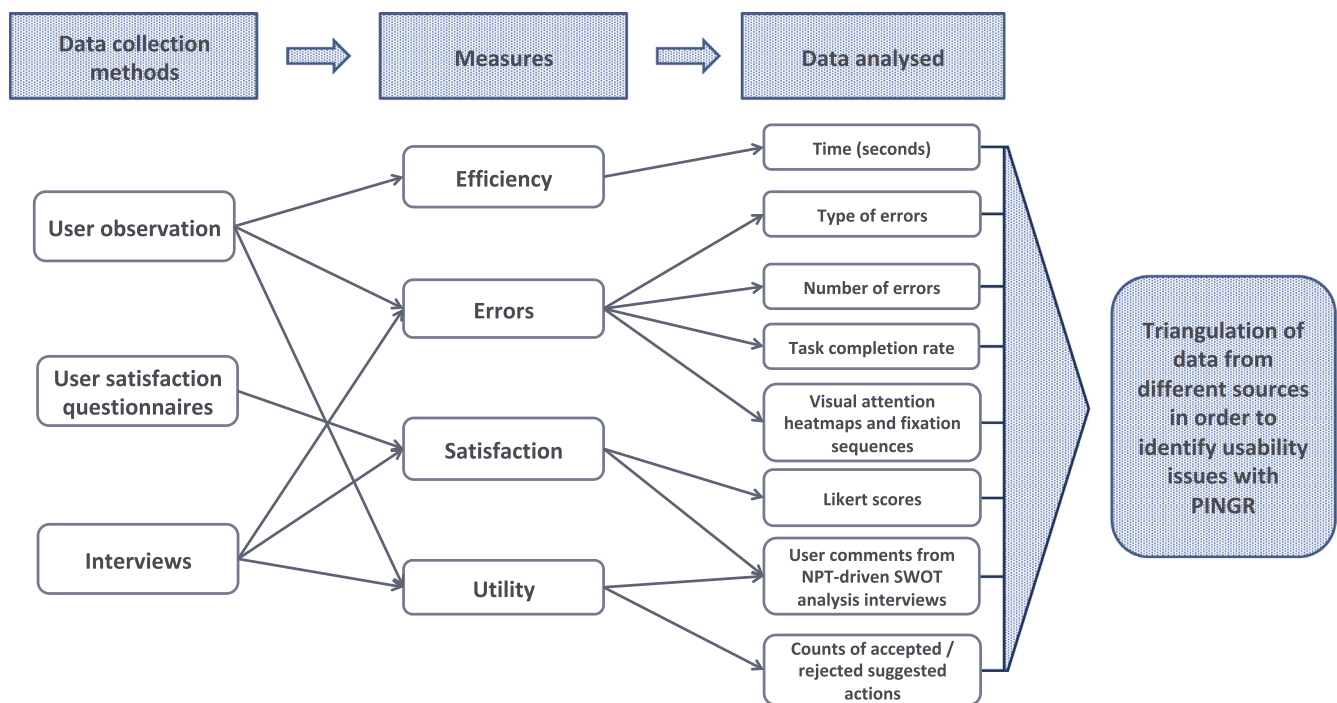 Data collection
methods
Measures
Data analysed
User observation
User satisfaction
questionnaires
Interviews
Efficiency
Errors
Satisfaction
Utility
Time (seconds)
Type of errors
Number of errors
Task completion rate
Visual attention
heatmaps and fixation
sequences
Likert scores
User comments from
NPT-driven SWOT
analysis interviews
Counts of accepted /
rejected suggested
actions
Triangulation of
data from
different sources
in order to
identify usability
issues with
PINGR